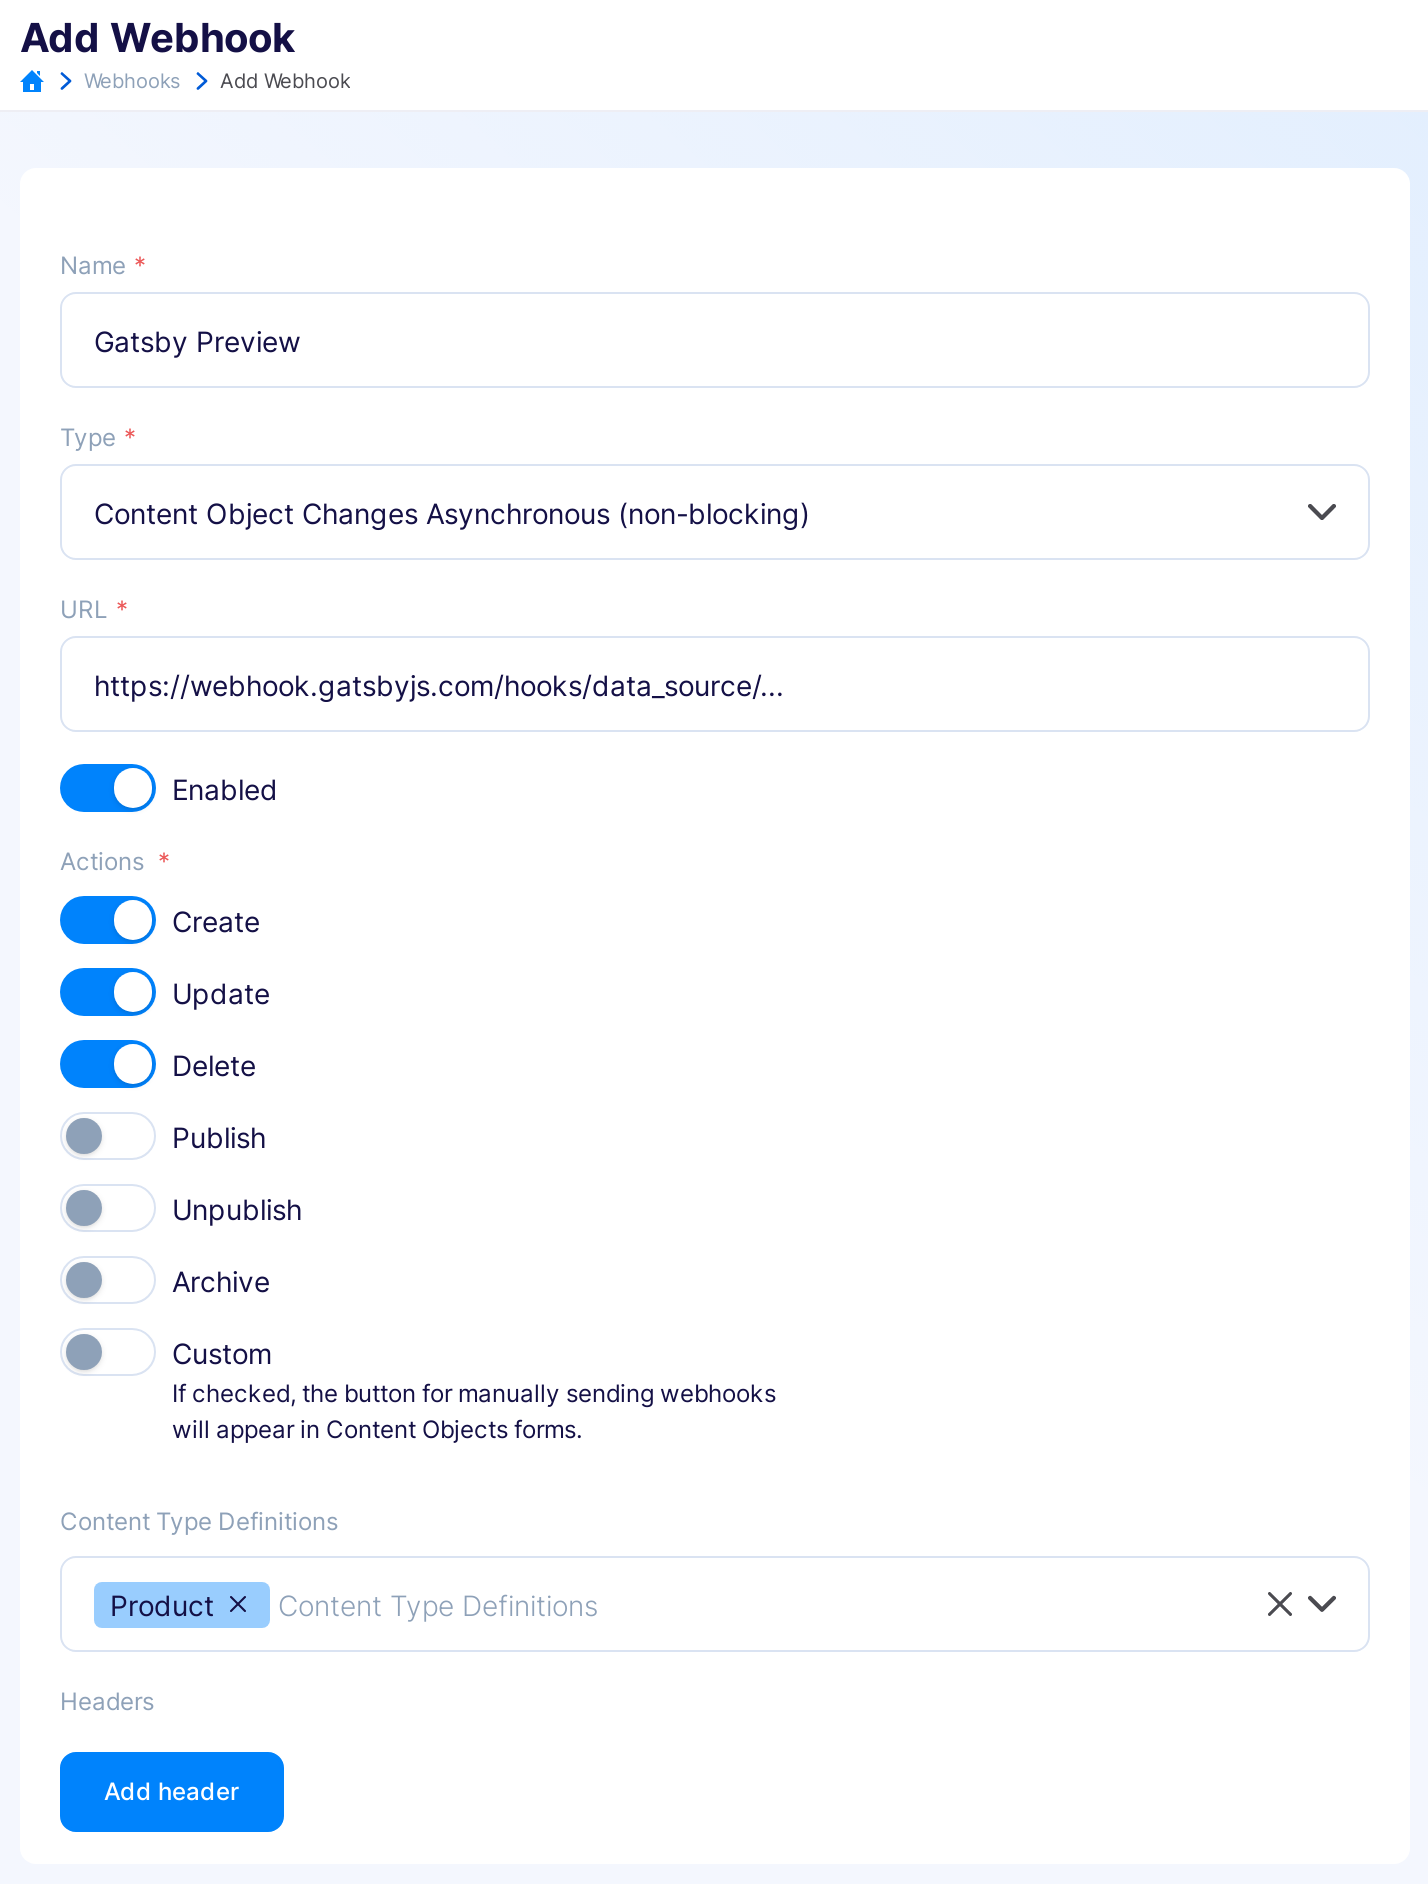 Add Webhook
Webhooks Add Webhook
Name *
Gatsby Preview
Type *
Content Object Changes Asynchronous (non-blocking)
URL *
https://webhook.gatsbyjs.com/hooks/data_source/...
Enabled
Actions *
Create
Update
Delete
Publish
Unpublish
Archive
Custom
If checked, the button for manually sending webhooks
will appear in Content Objects forms.
Content Type Definitions
Product Content Type Definitions
Headers
Add header